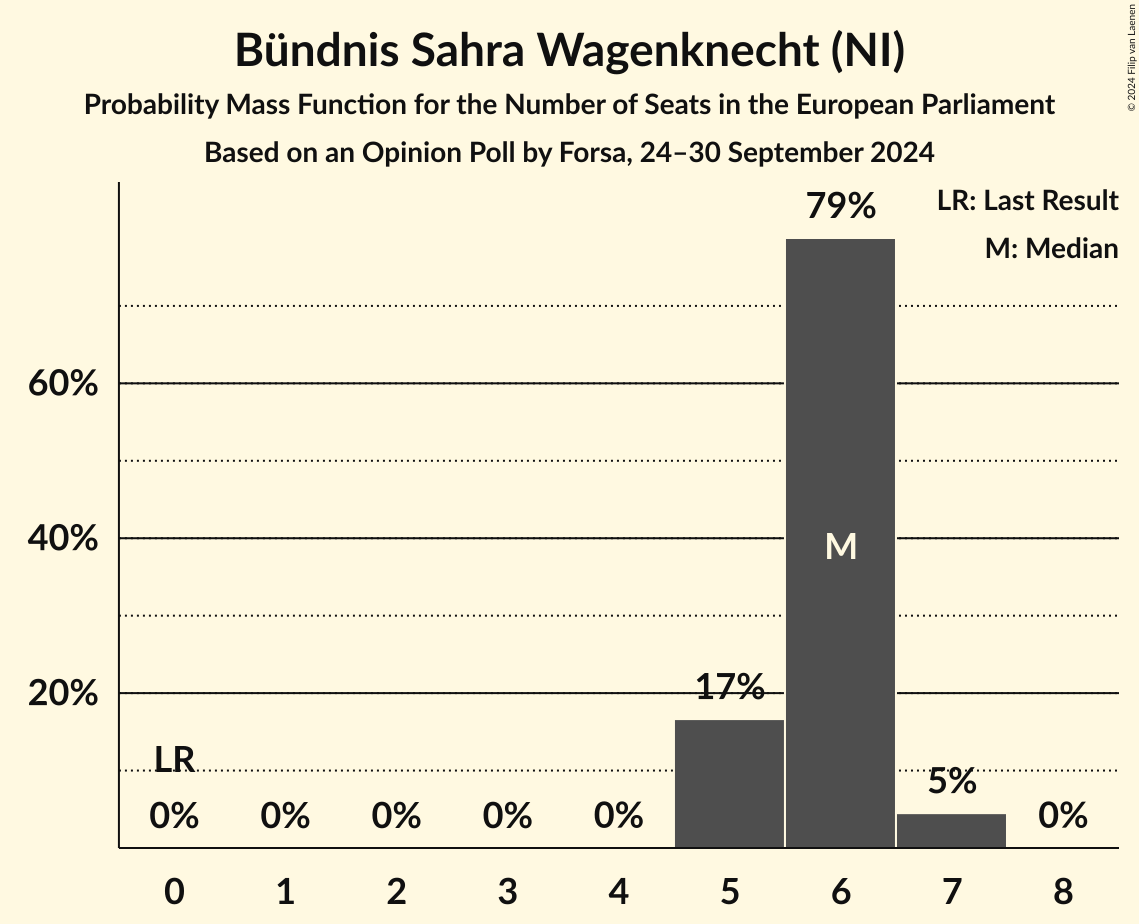 Bündnis Sahra Wagenknecht (NI)
Probability Mass Function for the Number of Seats in the European Parliament
Based on an Opinion Poll by Forsa, 24–30 September 2024
© 2024 Filip van Laenen
LR: Last Result
M: Median
79%
60%
40%
M
20%
17%
LR
5%
0% 0% 0% 0% 0% 0%
0 1 2 3 4 5 6 7 8